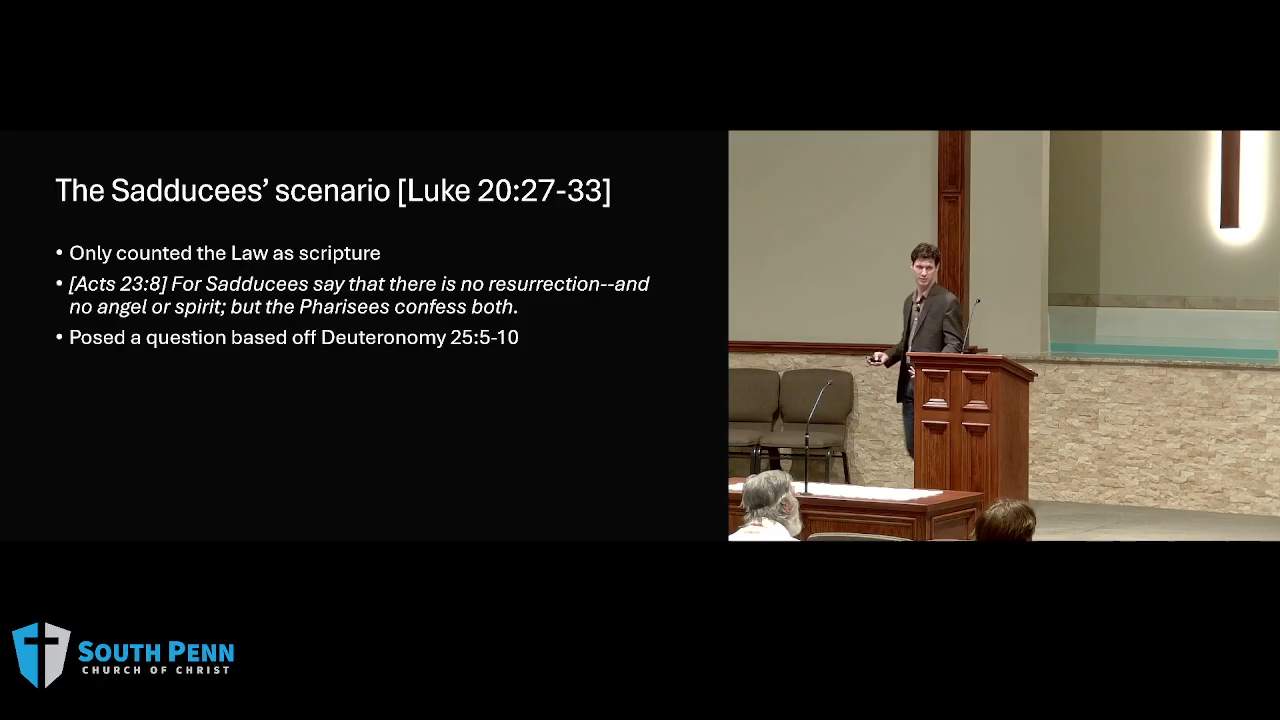 The Sadducees’ scenario [Luke 20:27-33]
• Only counted the Law as scripture
• [Acts 23:8] For Sadducees say that there is no resurrection--and
no angel or spirit; but the Pharisees confess both.
• Posed a question based off Deuteronomy 25:5-10
SOUTH PENN
CHURCH OF CHRIST